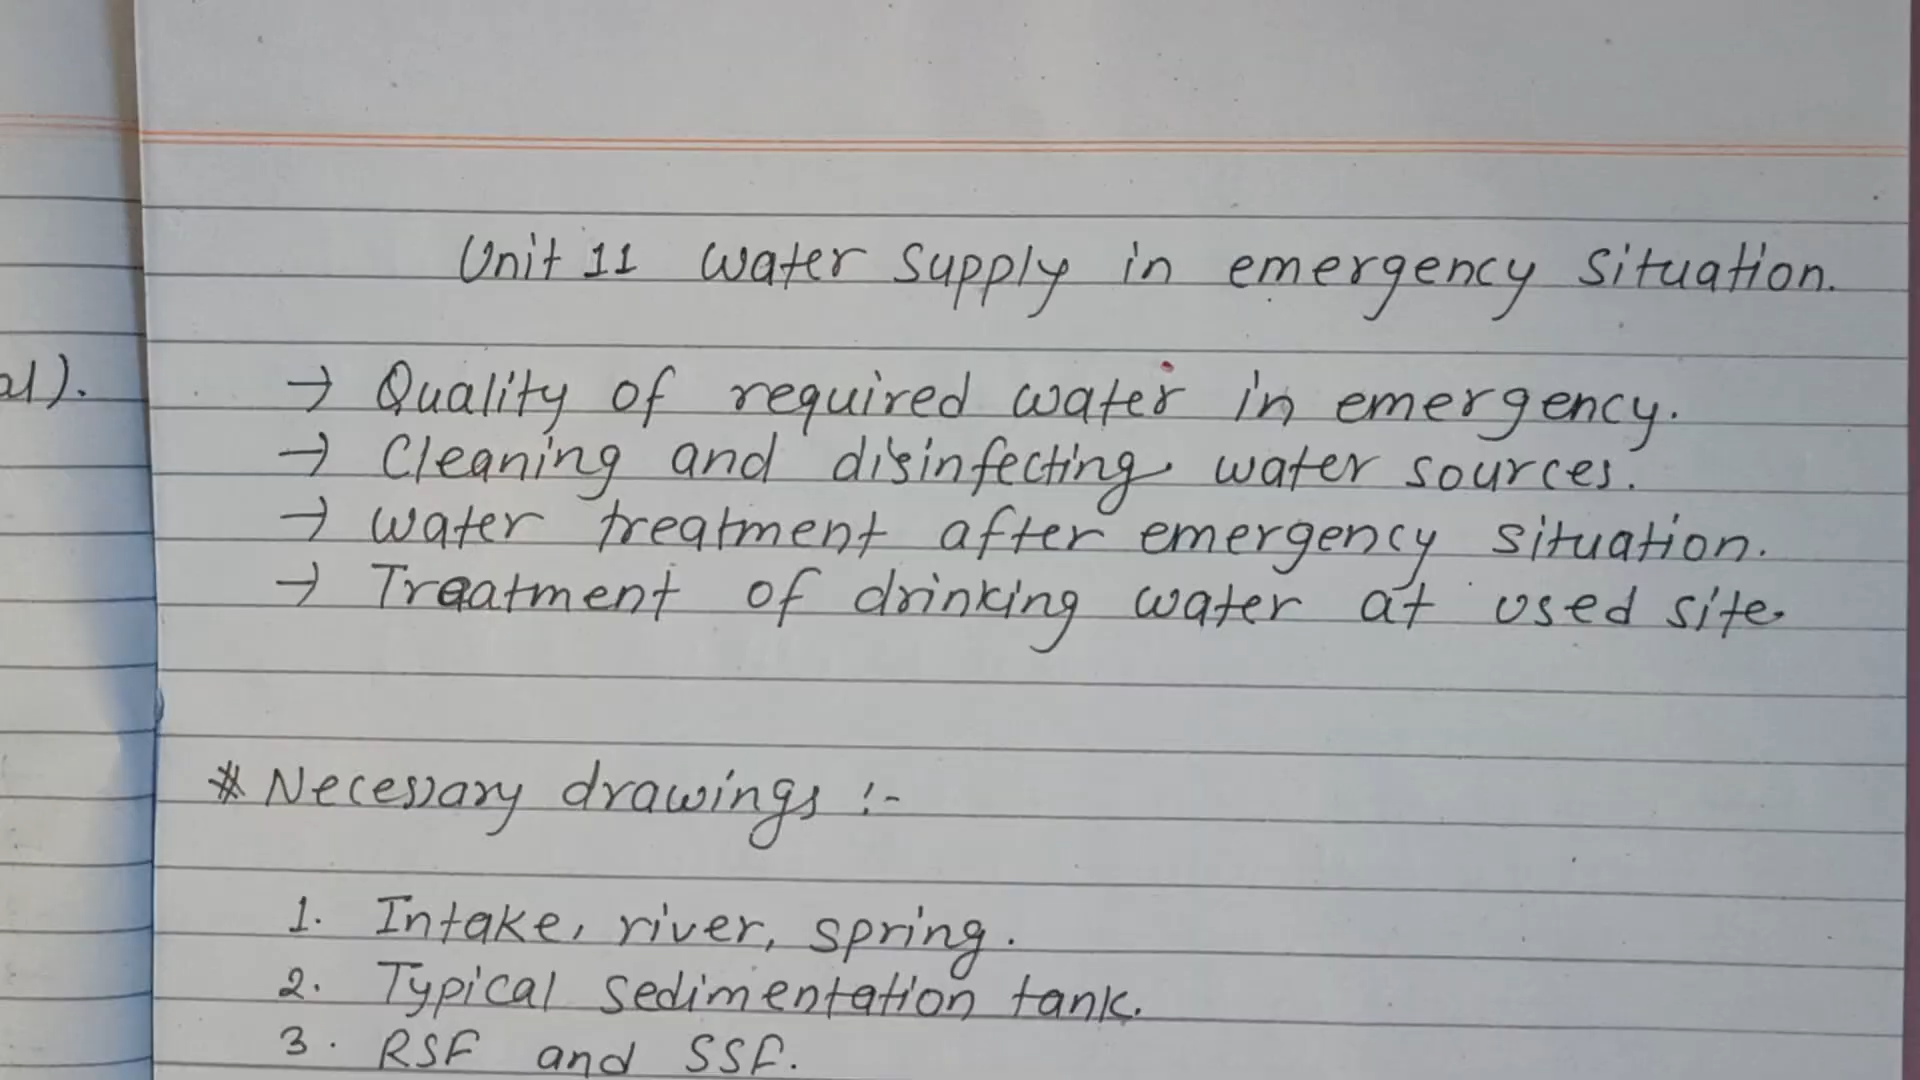 Unit 11 water supply in emergency situation.
→ Quality of required water in emergency.
→ Cleaning and disinfecting water sources.
→ water treatment after emergency situation.
→ Treatment of drinking water at used site.
* Necessary drawings :-
1. Intake, river, spring.
2. Typical sedimentation tank.
3. RSF and SSF.